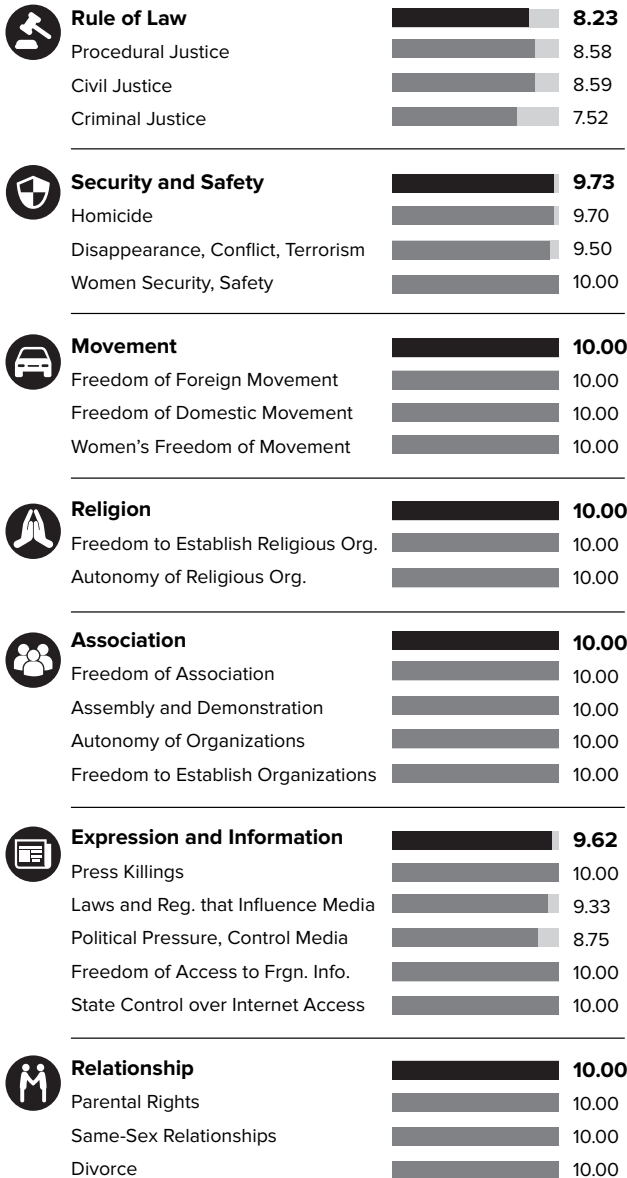 Rule of Law 8.23
Procedural Justice 8.58
Civil Justice 8.59
Criminal Justice 7.52
Security and Safety 9.73
Homicide 9.70
Disappearance, Conflict, Terrorism 9.50
Women Security, Safety 10.00
Movement 10.00
Freedom of Foreign Movement 10.00
Freedom of Domestic Movement 10.00
Women's Freedom of Movement 10.00
Religion 10.00
Freedom to Establish Religious Org. 10.00
Autonomy of Religious Org. 10.00
Association 10.00
Freedom of Association 10.00
Assembly and Demonstration 10.00
Autonomy of Organizations 10.00
Freedom to Establish Organizations 10.00
Expression and Information 9.62
Press Killings 10.00
Laws and Reg. that Influence Media 9.33
Political Pressure, Control Media 8.75
Freedom of Access to Frgn. Info. 10.00
State Control over Internet Access 10.00
Relationship 10.00
Parental Rights 10.00
Same-Sex Relationships 10.00
Divorce 10.00